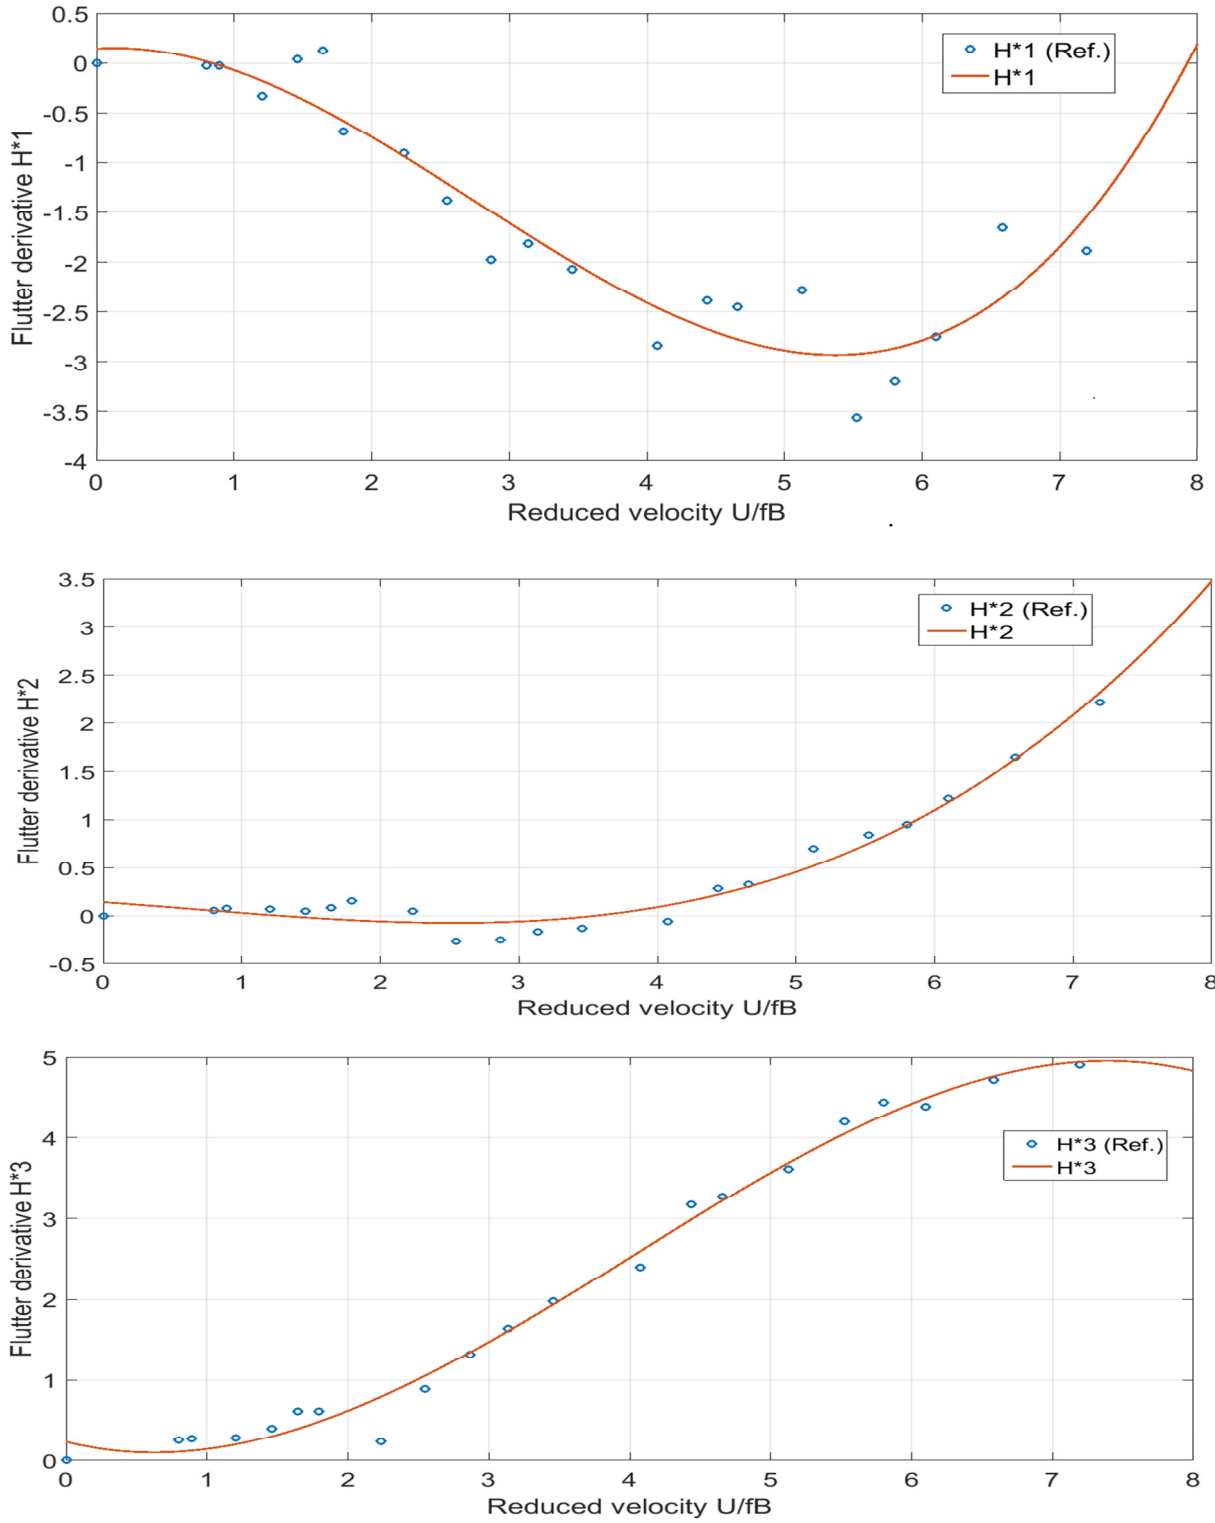 0.5
0
-0.5
-1
-1.5
-2
-2.5
-3
-3.5
-4
Flutter derivative H*1
H*1 (Ref.)
H*1
0 1 2 3 4 5 6 7 8
Reduced velocity U/fB
3.5
3
2.5
2
1.5
1
0.5
0
-0.5
Flutter derivative H*2
H*2 (Ref.)
H*2
0 1 2 3 4 5 6 7 8
Reduced velocity U/fB
5
4
3
2
1
0
Flutter derivative H*3
H*3 (Ref.)
H*3
0 1 2 3 4 5 6 7 8
Reduced velocity U/fB